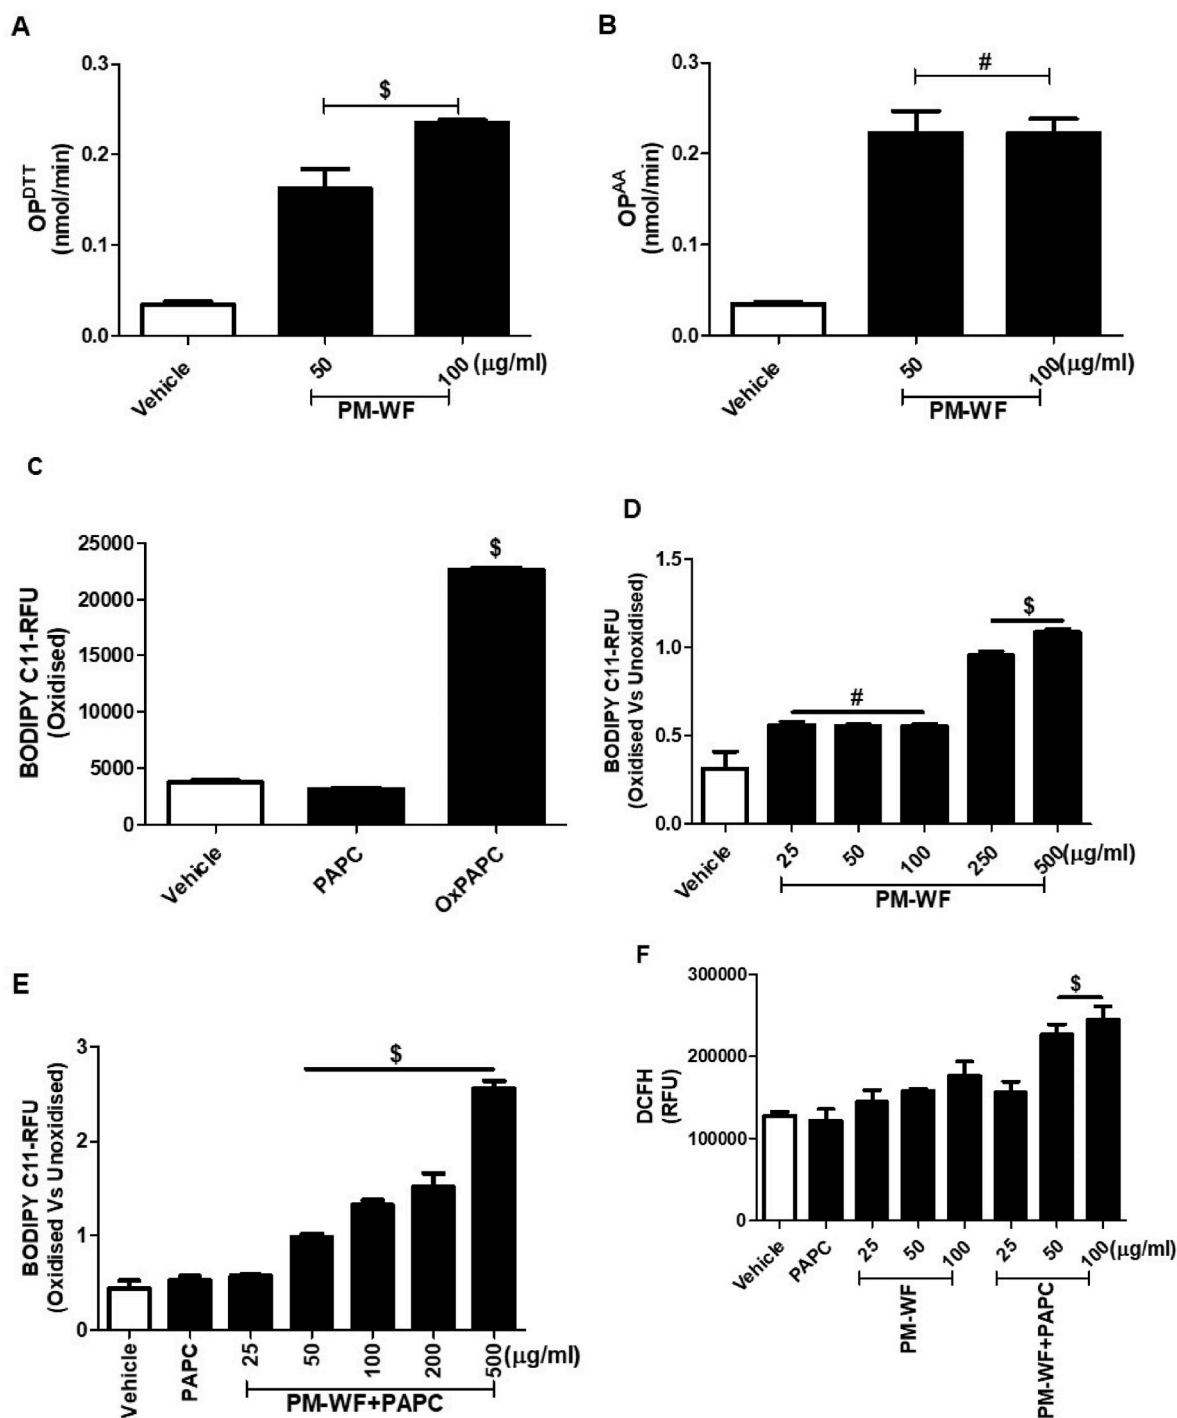 A
0.3
0.2
0.1
0.0
OP^DTT
(nmol/min)
$
Vehicle
50
100 (μg/ml)
PM-WF
B
0.3
0.2
0.1
0.0
OP^AA
(nmol/min)
#
Vehicle
50
100(μg/ml)
PM-WF
C
25000
20000
15000
10000
5000
0
BODIPY C11-RFU
(Oxidised)
$
Vehicle
PAPC
OxPAPC
D
1.5
1.0
0.5
0.0
BODIPY C11-RFU
(Oxidised Vs Unoxidised)
#
$
Vehicle
25
50
100
250
500(μg/ml)
PM-WF
E
3
2
1
0
BODIPY C11-RFU
(Oxidised Vs Unoxidised)
$
Vehicle
PAPC
25
50
100
200
500(μg/ml)
PM-WF+PAPC
F
300000
200000
100000
0
DCFH
(RFU)
$
Vehicle
PAPC
25
50
100
25
50
100(μg/ml)
PM-WF
PM-WF+PAPC